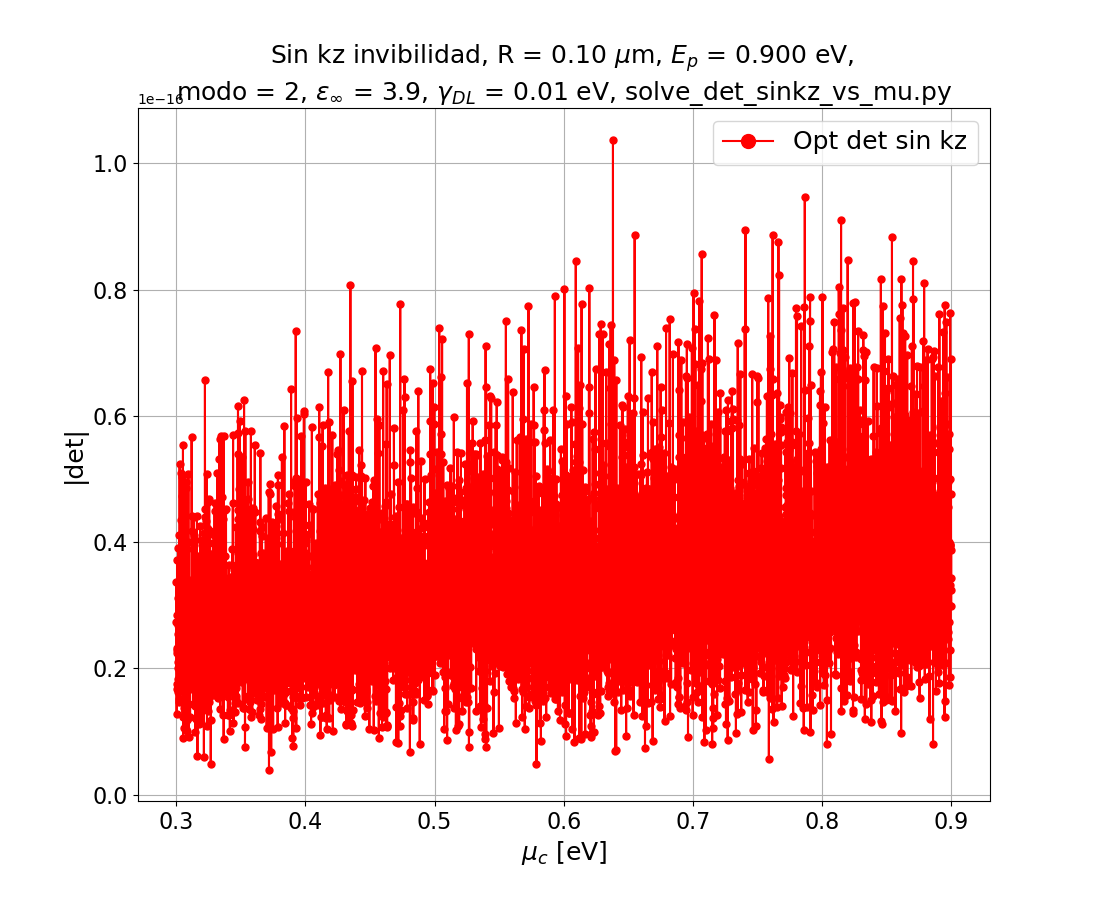 Sin kz invibilidad, R = 0.10 μm, E_p = 0.900 eV,
modo = 2, ε_∞ = 3.9, γ_DL = 0.01 eV, solve_det_sinkz_vs_mu.py
1e−16
Opt det sin kz
1.0
0.8
0.6
0.4
0.2
0.0
|det|
0.3 0.4 0.5 0.6 0.7 0.8 0.9
μ_c [eV]